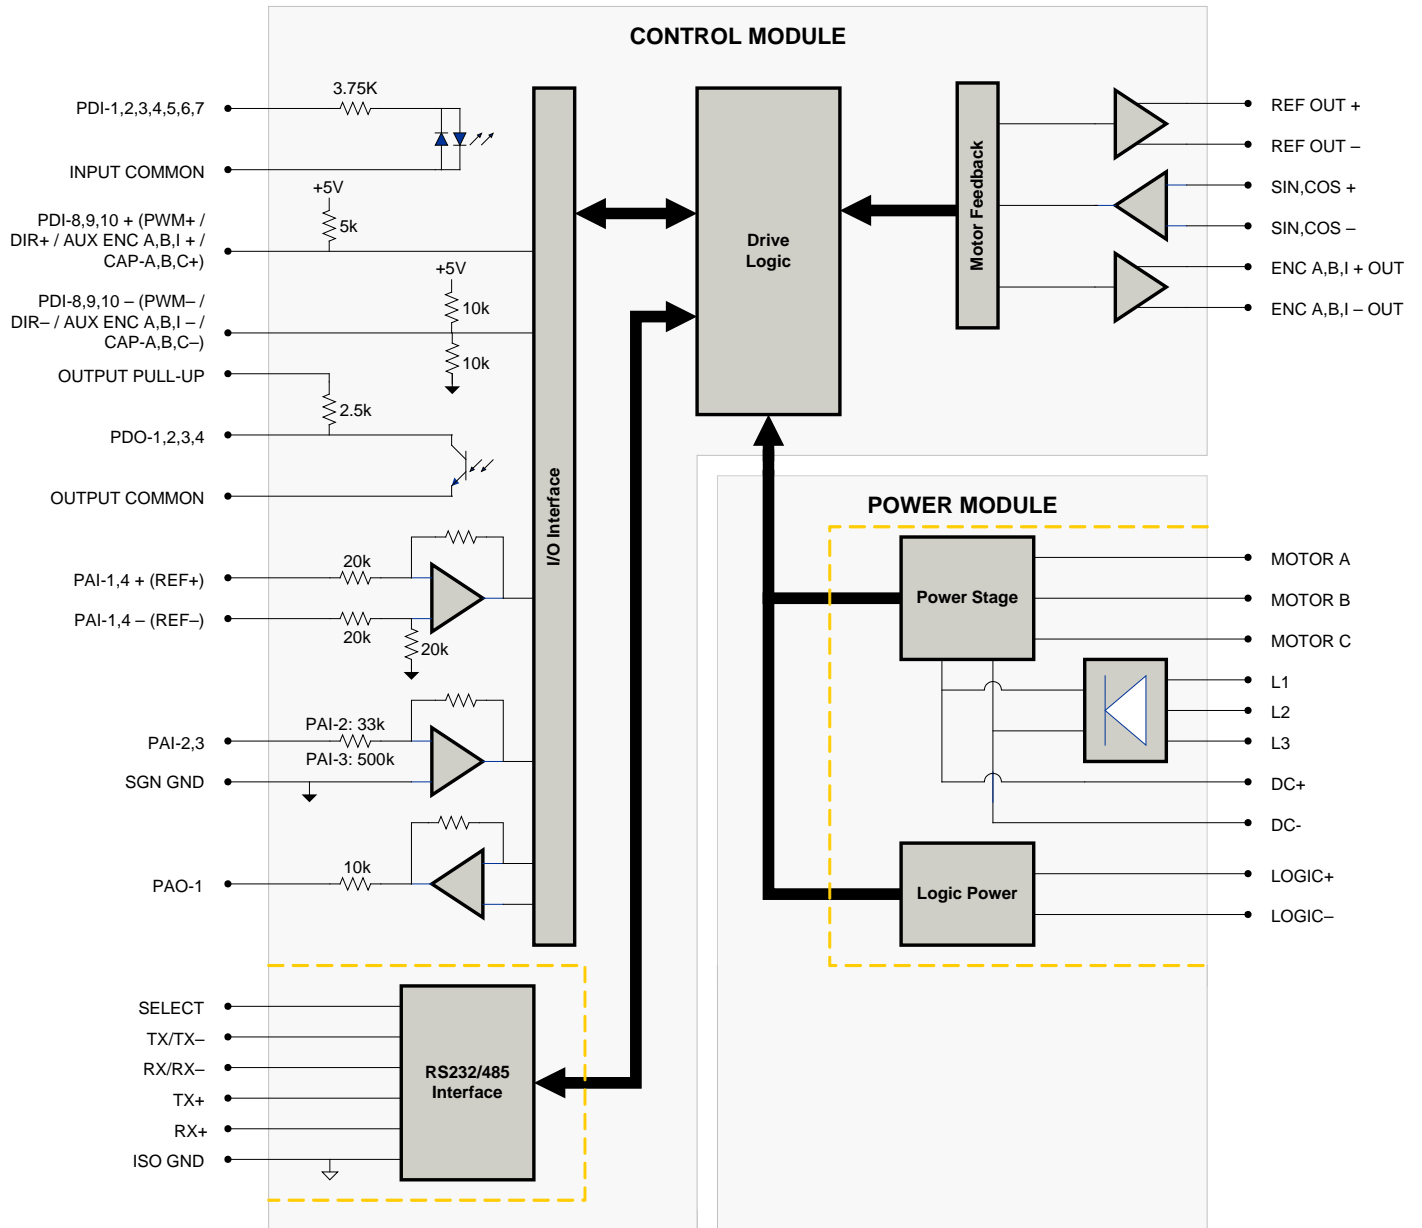 CONTROL MODULE
PDI-1,2,3,4,5,6,7
3.75K
INPUT COMMON
+5V
PDI-8,9,10 + (PWM+ /
DIR+ / AUX ENC A,B,I + /
CAP-A,B,C+)
5k
+5V
PDI-8,9,10 – (PWM– /
DIR– / AUX ENC A,B,I – /
CAP-A,B,C–)
10k
10k
OUTPUT PULL-UP
2.5k
PDO-1,2,3,4
OUTPUT COMMON
PAI-1,4 + (REF+)
20k
PAI-1,4 – (REF–)
20k
20k
PAI-2,3
PAI-2: 33k
PAI-3: 500k
SGN GND
PAO-1
10k
I/O Interface
Drive
Logic
Motor Feedback
REF OUT +
REF OUT –
SIN,COS +
SIN,COS –
ENC A,B,I + OUT
ENC A,B,I – OUT
POWER MODULE
Power Stage
MOTOR A
MOTOR B
MOTOR C
L1
L2
L3
DC+
DC-
Logic Power
LOGIC+
LOGIC–
SELECT
TX/TX–
RX/RX–
TX+
RX+
ISO GND
RS232/485
Interface